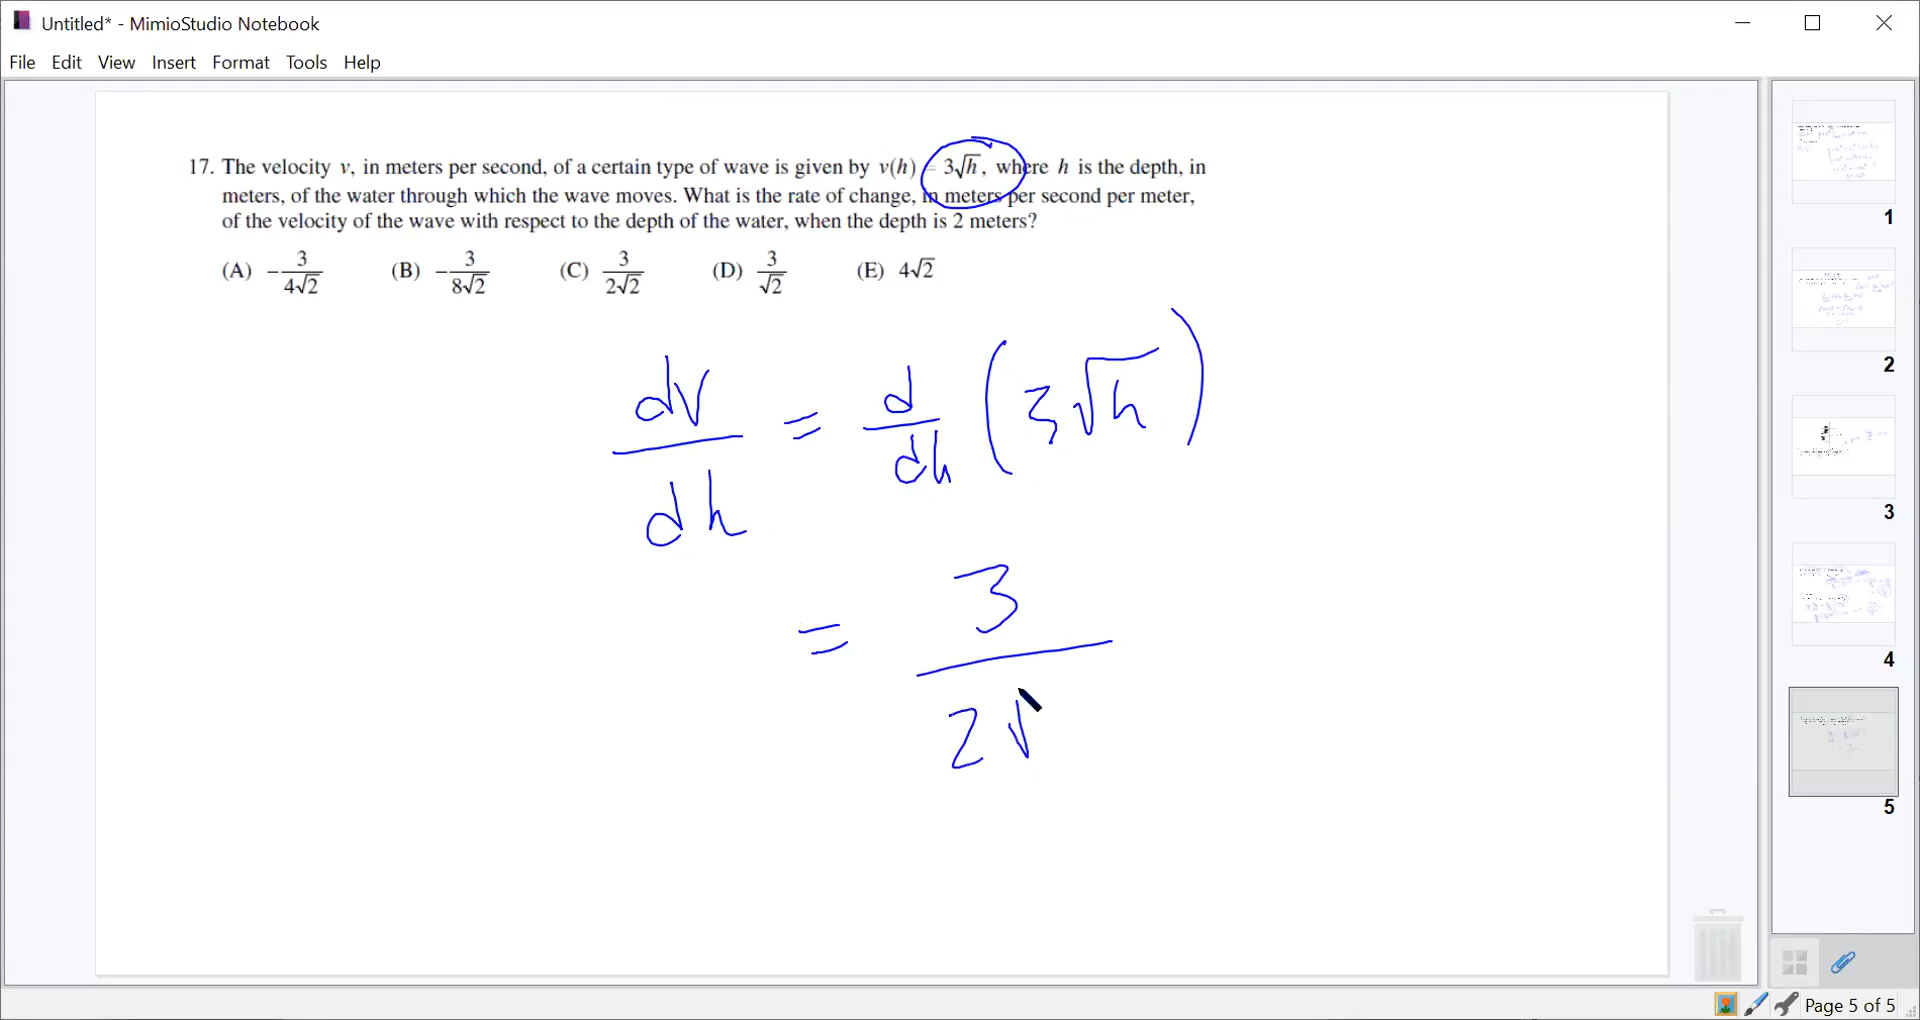 Untitled* - MimioStudio Notebook
File Edit View Insert Format Tools Help
17. The velocity v, in meters per second, of a certain type of wave is given by v(h) = 3√h, where h is the depth, in
meters, of the water through which the wave moves. What is the rate of change, in meters per second per meter,
of the velocity of the wave with respect to the depth of the water, when the depth is 2 meters?
(A) -3/(4√2) (B) -3/(8√2) (C) 3/(2√2) (D) 3/√2 (E) 4√2
dv/dh = d/dh (3√h)
= 3/(2√
1
2
3
4
5
Page 5 of 5